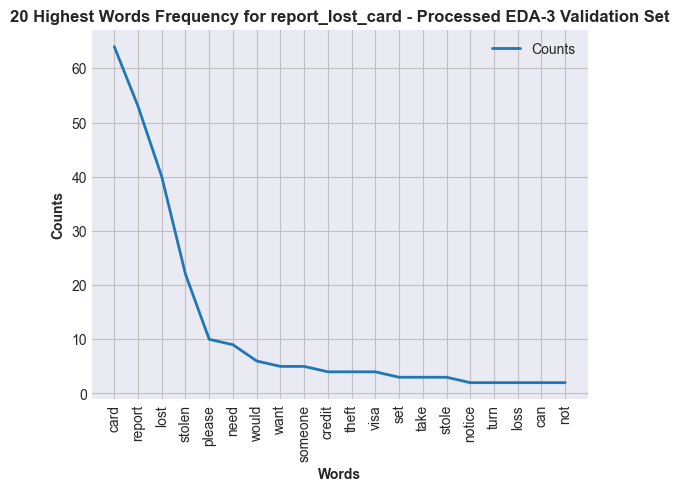 20 Highest Words Frequency for report_lost_card - Processed EDA-3 Validation Set
Counts
Counts
60
50
40
30
20
10
0
card
report
lost
stolen
please
need
would
want
someone
credit
theft
visa
set
take
stole
notice
turn
loss
can
not
Words